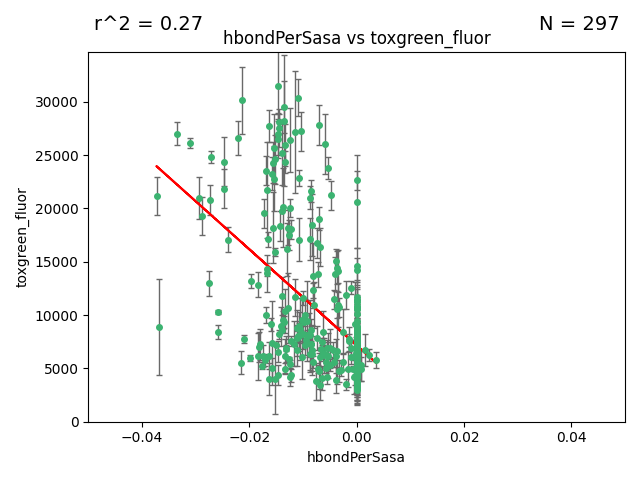 r^2 = 0.27
N = 297
hbondPerSasa vs toxgreen_fluor
toxgreen_fluor
30000
25000
20000
15000
10000
5000
0
−0.04
−0.02
0.00
0.02
0.04
hbondPerSasa